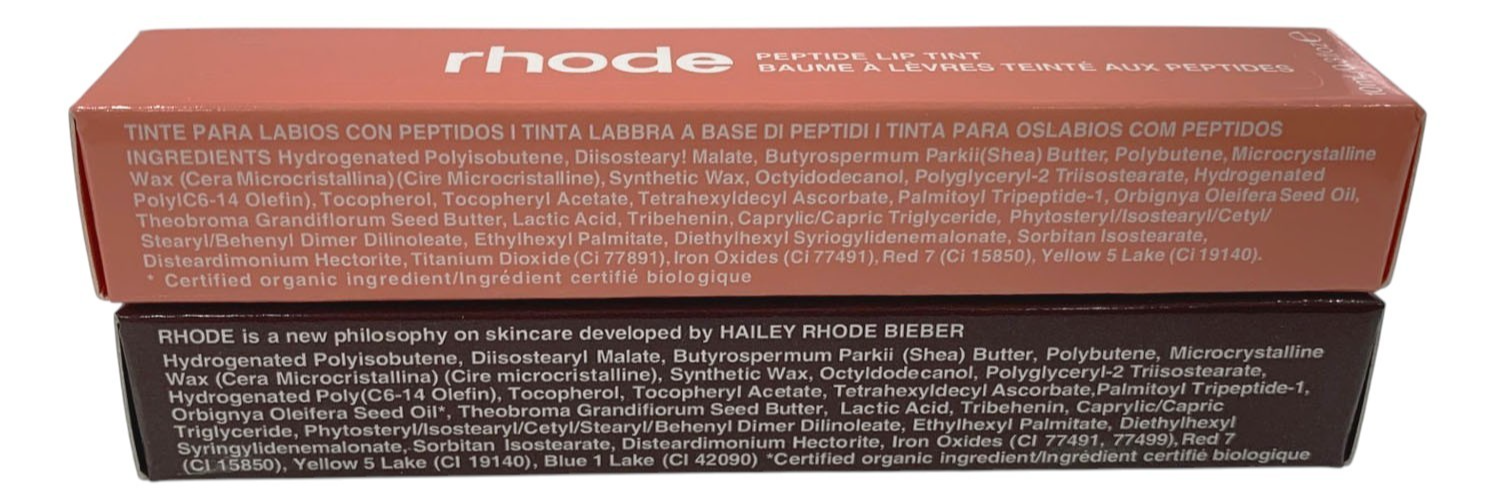 rhode PEPTIDE LIP TINT
BAUME À LÈVRES TEINTÉ AUX PEPTIDES
TINTE PARA LABIOS CON PEPTIDOS I TINTA LABBRA A BASE DI PEPTIDI I TINTA PARA OSLABIOS COM PEPTIDOS
INGREDIENTS Hydrogenated Polyisobutene, Diisosteary! Malate, Butyrospermum Parkii(Shea) Butter, Polybutene, Microcrystalline
Wax (Cera Microcristallina) (Cire Microcristalline), Synthetic Wax, Octyidodecanol, Polyglyceryl-2 Triisostearate, Hydrogenated
Polyl(C6-14 Olefin), Tocopherol, Tocopheryl Acetate, Tetrahexyldecyl Ascorbate, Palmitoyl Tripeptide-1, Orbignya Oleifera Seed Oil,
Theobroma Grandiflorum Seed Butter, Lactic Acid, Tribehenin, Caprylic/Capric Triglyceride, Phytosteryl/Isostearyl/Cetyl/
Stearyl/Behenyl Dimer Dilinoleate, Ethylhexyl Palmitate, Diethylhexyl Syriogylidenemalonate, Sorbitan Isostearate,
Disteardimonium Hectorite, Titanium Dioxide (Ci 77891), Iron Oxides (Ci 77491), Red 7 (Ci 15850), Yellow 5 Lake (Ci 19140).
* Certified organic ingredient/Ingrédient certifié biologique
RHODE is a new philosophy on skincare developed by HAILEY RHODE BIEBER
Hydrogenated Polyisobutene, Diisostearyl Malate, Butyrospermum Parkii (Shea) Butter, Polybutene, Microcrystalline
Wax (Cera Microcristallina) (Cire microcristalline), Synthetic Wax, Octyldodecanol, Polyglyceryl-2 Triisostearate,
Hydrogenated Poly(C6-14 Olefin), Tocopherol, Tocopheryl Acetate, Tetrahexyldecyl Ascorbate,Palmitoyl Tripeptide-1,
Orbignya Oleifera Seed Oil*, Theobroma Grandiflorum Seed Butter, Lactic Acid, Tribehenin, Caprylic/Capric
Triglyceride, Phytosteryl/Isostearyl/Cetyl/Stearyl/Behenyl Dimer Dilinoleate, Ethylhexyl Palmitate, Diethylhexyl
Syringylidenemalonate, Sorbitan Isostearate, Disteardimonium Hectorite, Iron Oxides (CI 77491, 77499), Red 7
(CI 15850), Yellow 5 Lake (CI 19140), Blue 1 Lake (CI 42090) *Certified organic ingredient/Ingrédient certifié biologique